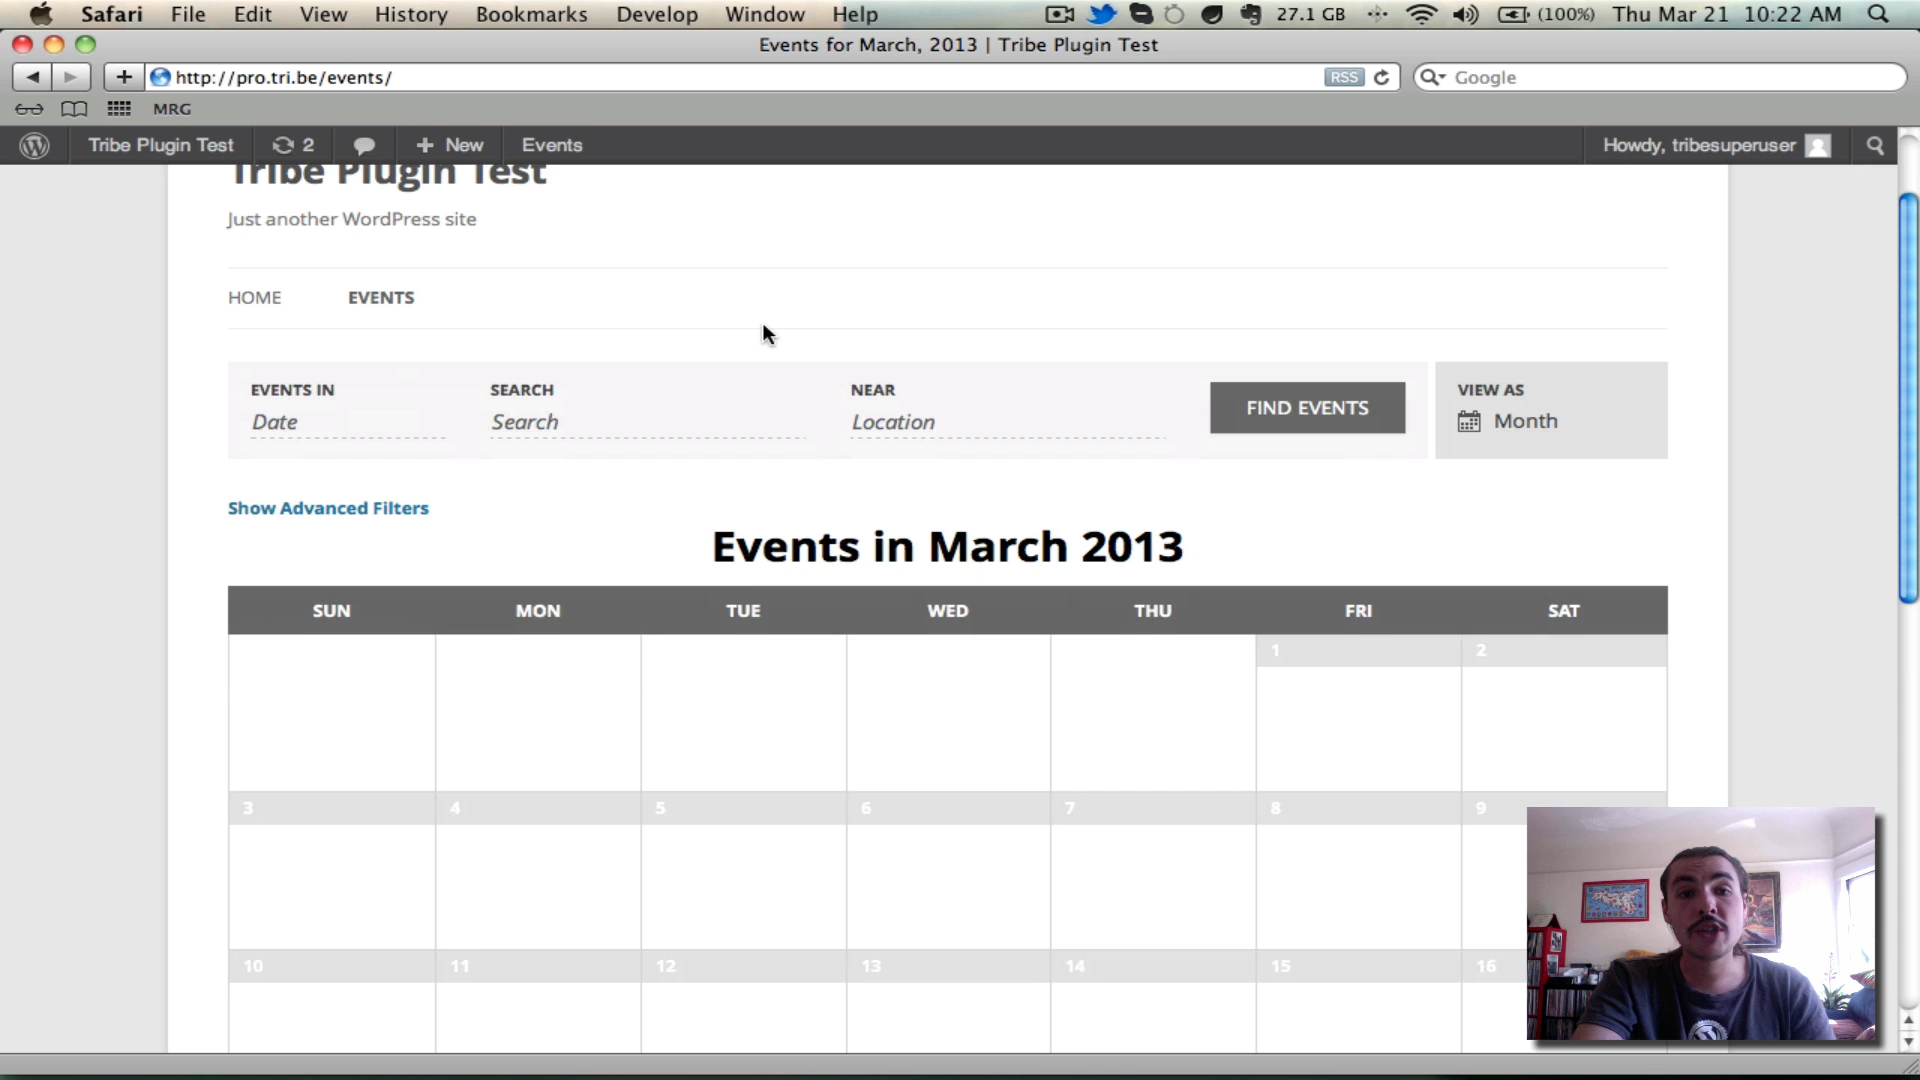 Safari File Edit View History Bookmarks Develop Window Help 27.1 GB (100%) Thu Mar 21 10:22 AM
Events for March, 2013 | Tribe Plugin Test
http://pro.tri.be/events/ RSS Google
MRG
Tribe Plugin Test 2 + New Events Howdy, tribesuperuser
Tribe Plugin Test
Just another WordPress site
HOME EVENTS
EVENTS IN SEARCH NEAR VIEW AS
Date Search Location FIND EVENTS Month
Show Advanced Filters
Events in March 2013
SUN MON TUE WED THU FRI SAT
1 2
3 4 5 6 7 8 9
10 11 12 13 14 15 16